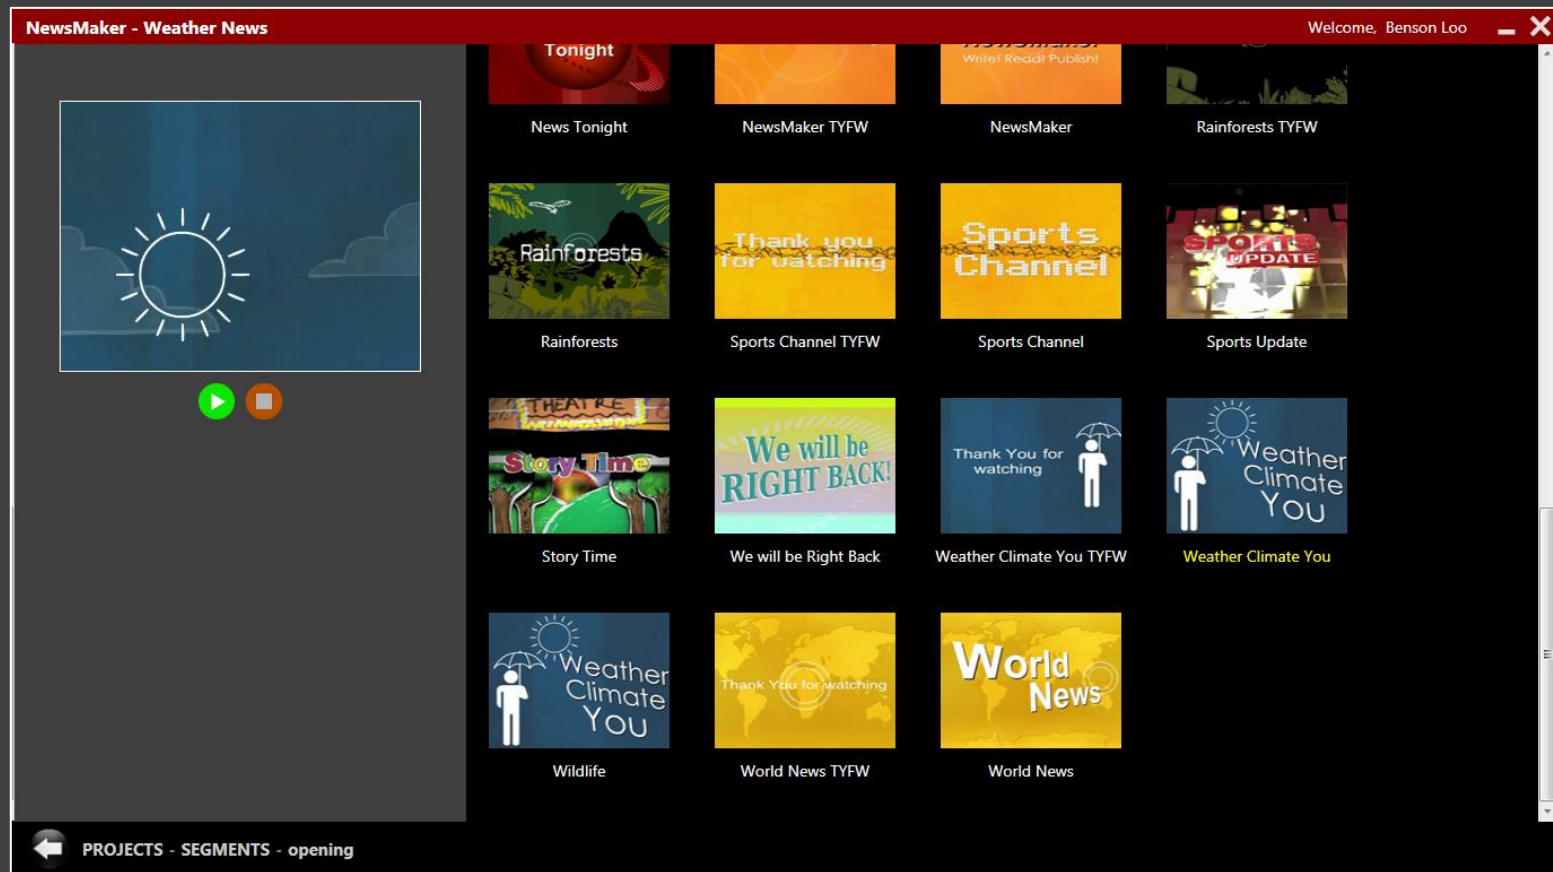 NewsMaker - Weather News
Welcome, Benson Loo
Tonight
NewsMaker
Write! Read! Publish!
News Tonight
NewsMaker TYFW
NewsMaker
Rainforests TYFW
Rainforests
Thank you
for watching
Sports
Channel
SPORTS
UPDATE
Rainforests
Sports Channel TYFW
Sports Channel
Sports Update
THEATRE
Story Time
We will be
RIGHT BACK!
Thank You for
watching
Weather
Climate
You
Story Time
We will be Right Back
Weather Climate You TYFW
Weather Climate You
Weather
Climate
You
Thank You for watching
World
News
Wildlife
World News TYFW
World News
PROJECTS - SEGMENTS - opening